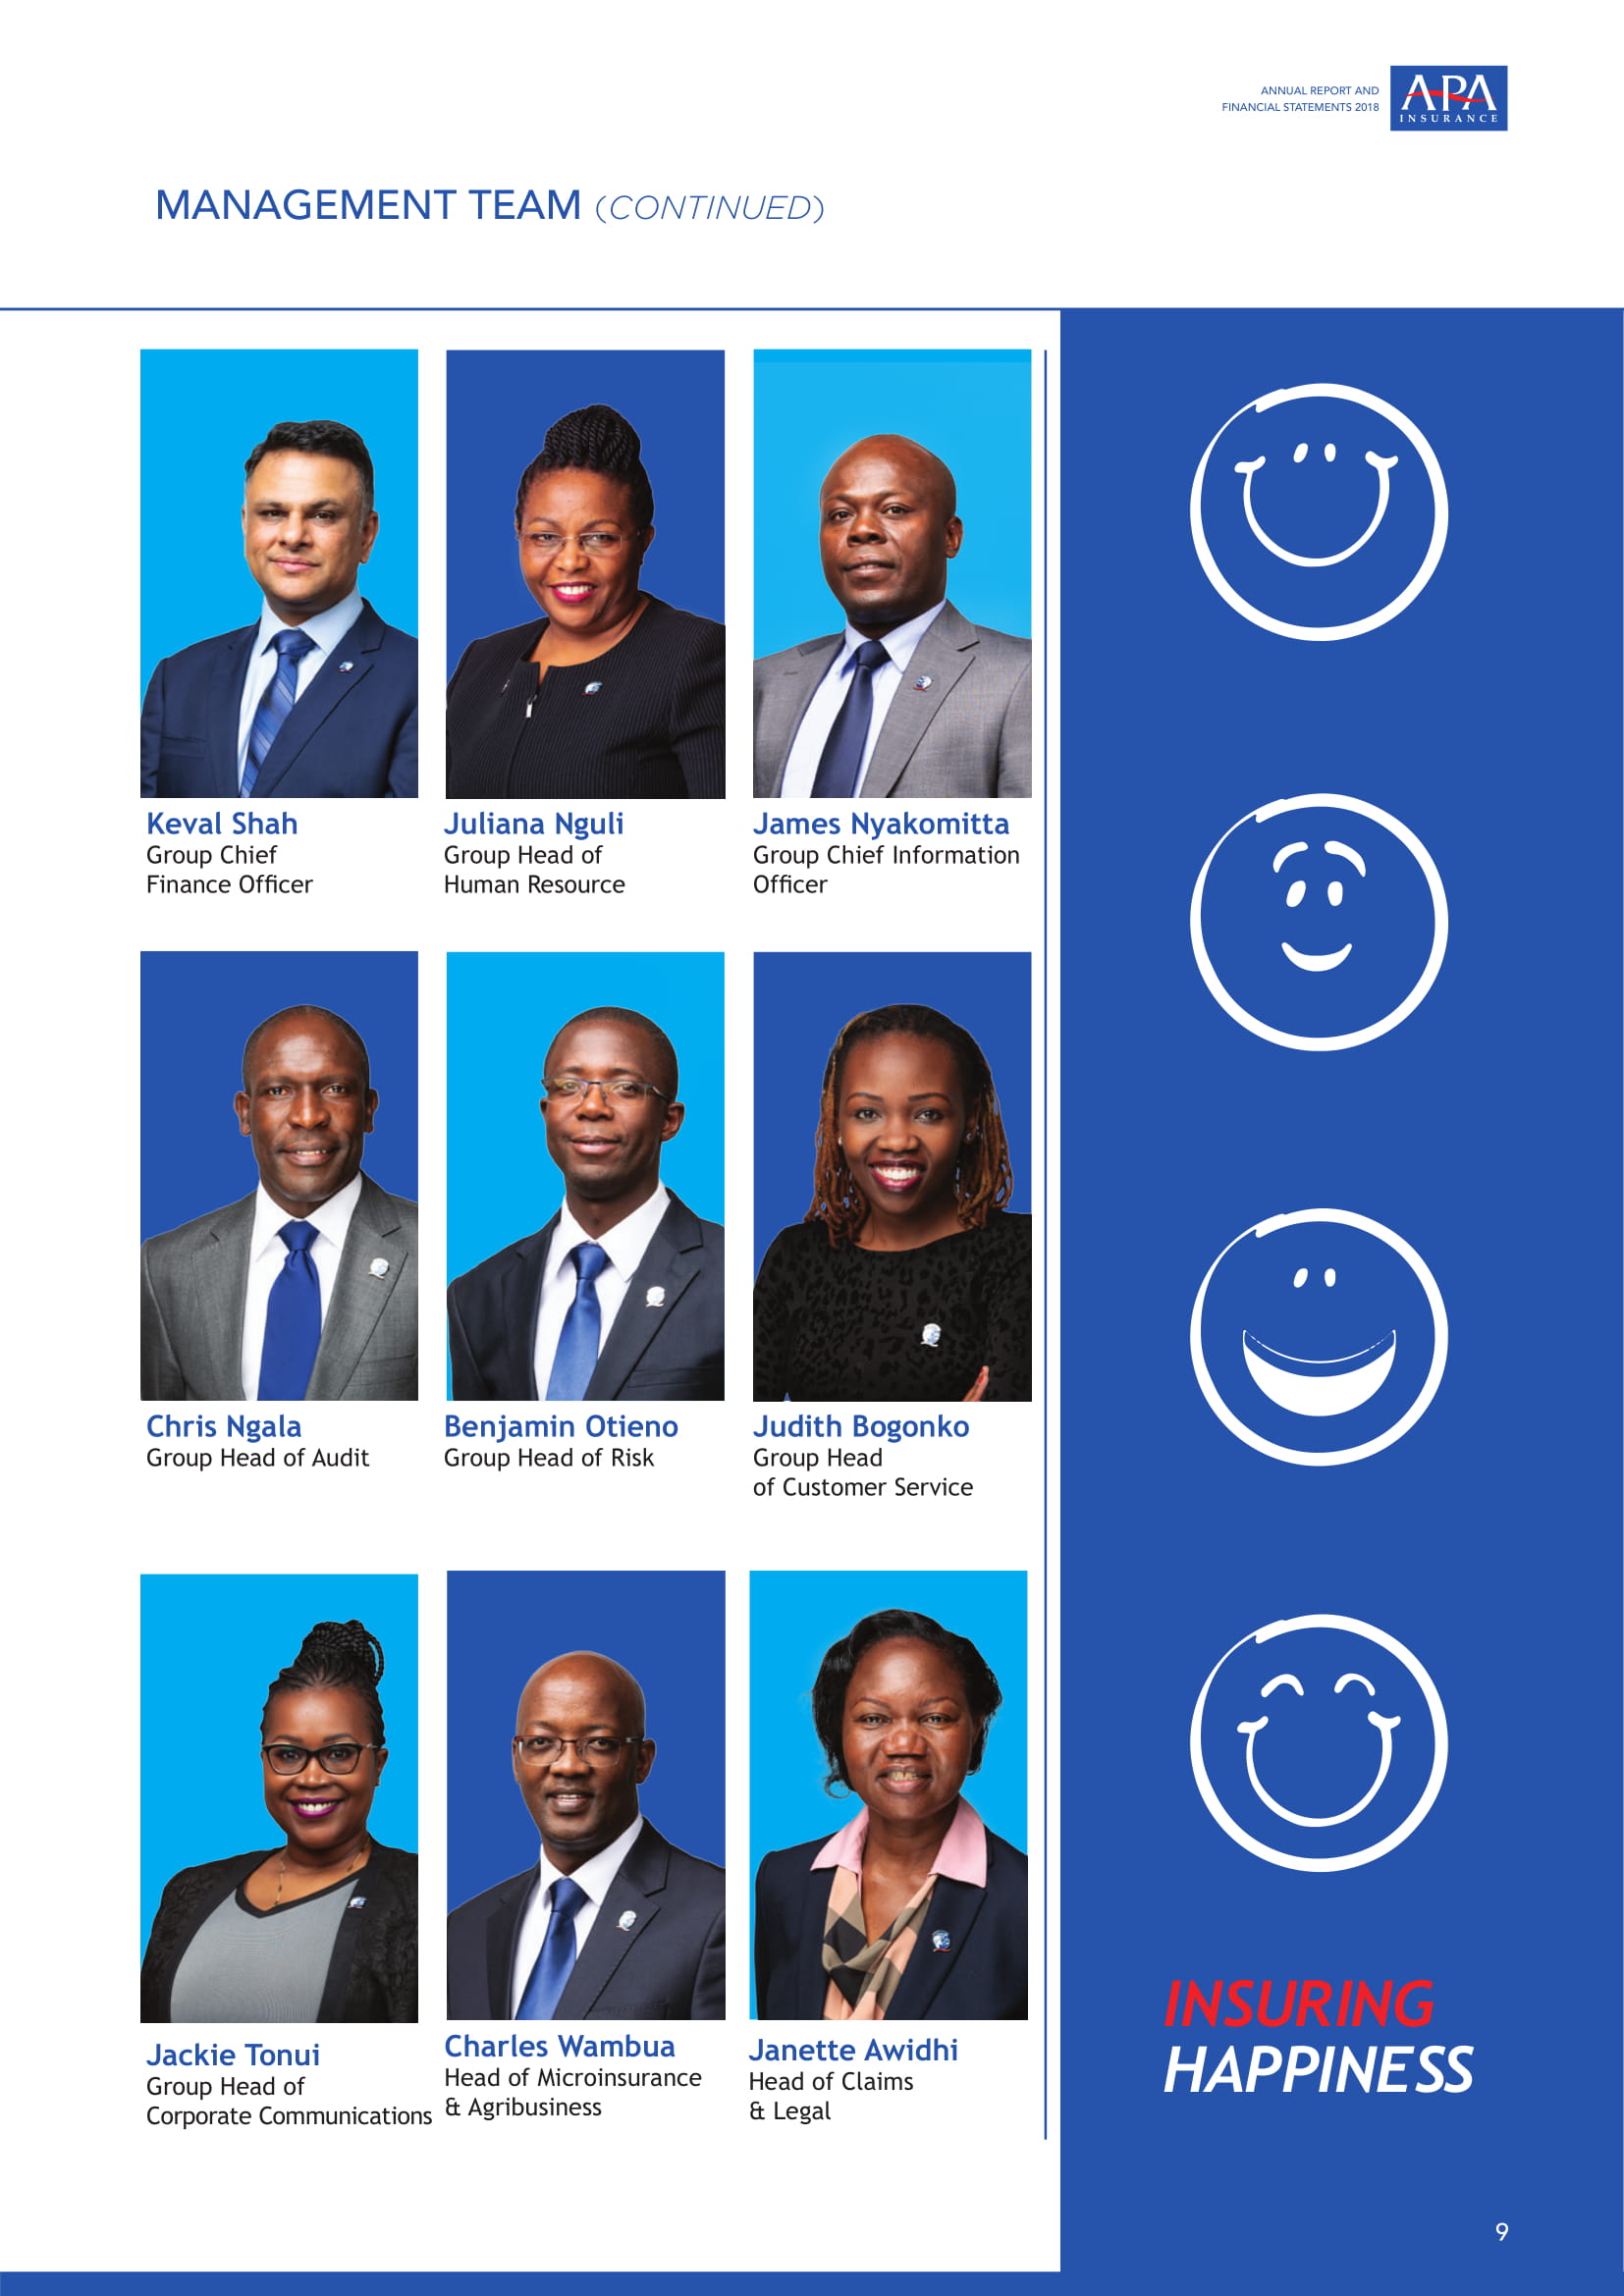 ANNUAL REPORT AND
FINANCIAL STATEMENTS 2018
APA
INSURANCE
MANAGEMENT TEAM (CONTINUED)
Keval Shah
Group Chief
Finance Officer
Juliana Nguli
Group Head of
Human Resource
James Nyakomitta
Group Chief Information
Officer
Chris Ngala
Group Head of Audit
Benjamin Otieno
Group Head of Risk
Judith Bogonko
Group Head
of Customer Service
Jackie Tonui
Group Head of
Corporate Communications
Charles Wambua
Head of Microinsurance
& Agribusiness
Janette Awidhi
Head of Claims
& Legal
INSURING
HAPPINESS
9